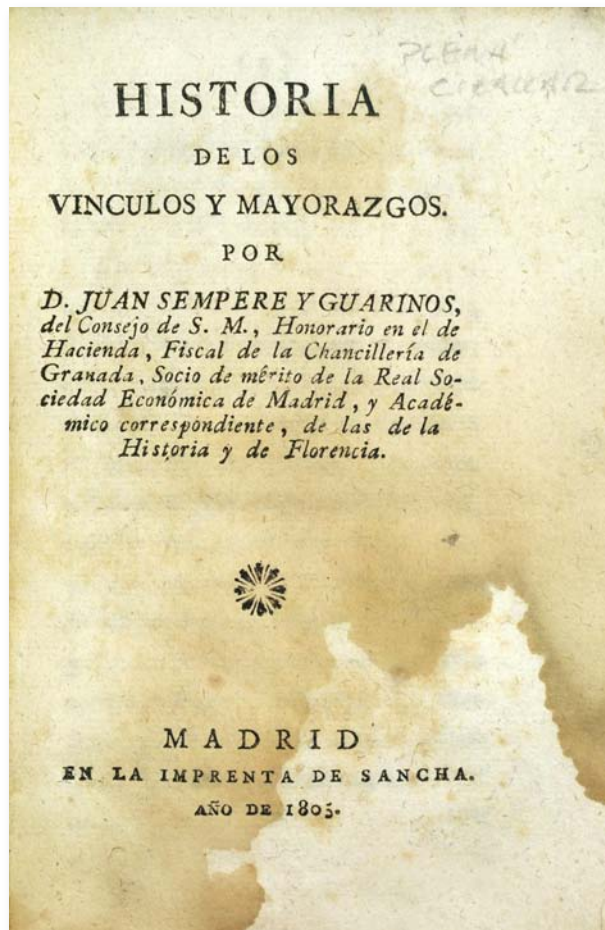 HISTORIA
DE LOS
VINCULOS Y MAYORAZGOS.
POR
D. JUAN SEMPERE Y GUARINOS,
del Consejo de S. M., Honorario en el de
Hacienda, Fiscal de la Chancillería de
Granada, Socio de mérito de la Real So-
ciedad Económica de Madrid, y Acadé-
mico correspondiente, de las de la
Historia y de Florencia.
MADRID
EN LA IMPRENTA DE SANCHA.
AÑO DE 1805.